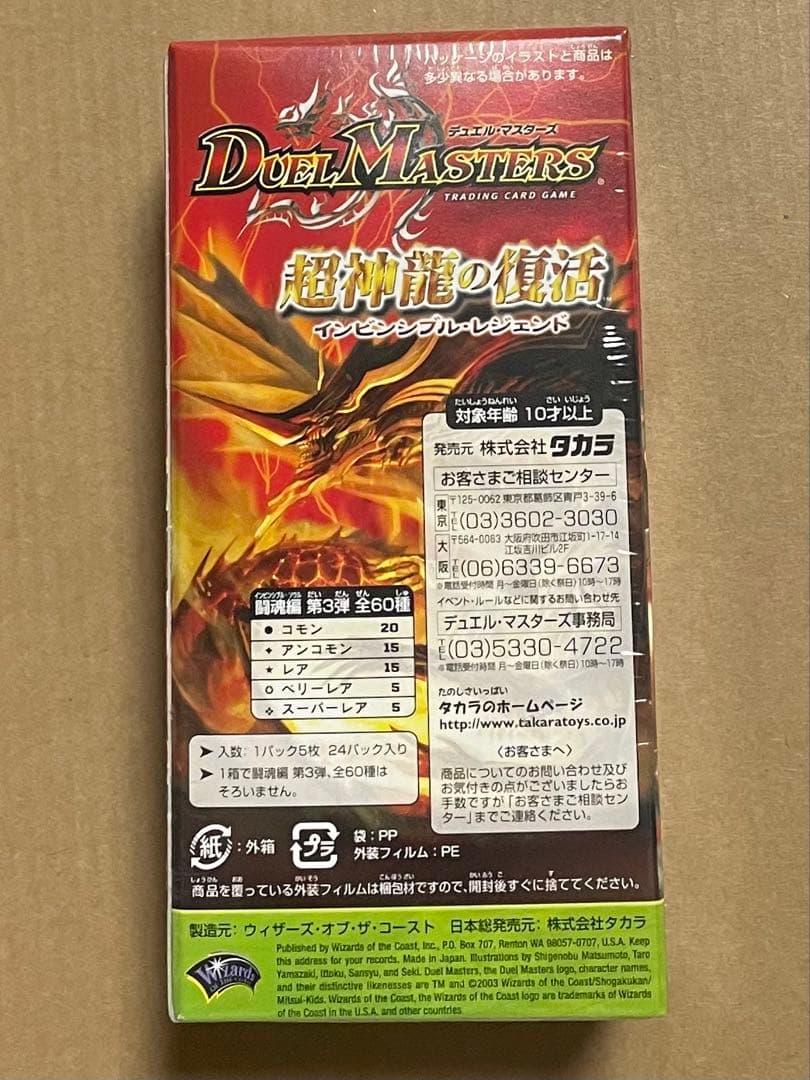 パッケージのイラストと商品は
多少異なる場合があります。
デュエル・マスターズ
DUEL MASTERS
TRADING CARD GAME
超神龍の復活
インビンシブル・レジェンド
対象年齢 10才以上
発売元 株式会社タカラ
お客さまご相談センター
東京 〒125-0062 東京都葛飾区青戸3-39-6
TEL (03)3602-3030
大阪 〒564-0083 大阪府吹田市江坂町1-17-14
江坂吉川ビル2F
TEL (06)6339-6673
※電話受付時間 月〜金曜日(除く祭日)10時〜17時
イベント・ルールなどに関するお問い合わせ先
デュエル・マスターズ事務局
TEL (03)5330-4722
※電話受付時間 月〜金曜日(除く祭日)10時〜17時
たのしさいっぱい
タカラのホームページ
http://www.takaratoys.co.jp
〈お客さまへ〉
商品についてのお問い合わせ及び
お気付きの点がございましたらお
手数ですが「お客さまご相談セン
ター」までご連絡ください。
闘魂編 第3弾 全60種
● コモン 20
✦ アンコモン 15
★ レア 15
ベリーレア 5
スーパーレア 5
➤ 入数: 1パック5枚 24パック入り
➤ 1箱で闘魂編 第3弾、全60種は
そろいません。
紙:外箱
プラ 袋:PP
外装フィルム:PE
商品を覆っている外装フィルムは梱包材ですので、開封後すぐに捨ててください。
製造元: ウィザーズ・オブ・ザ・コースト 日本総発売元: 株式会社タカラ
Wizards
OF THE COAST
Published by Wizards of the Coast, Inc., P.O. Box 707, Renton WA 98057-0707, U.S.A. Keep
this address for your records. Made in Japan. Illustrations by Shigenobu Matsumoto, Taro
Yamazaki, Ittoku, Sansyu, and Seki. Duel Masters, the Duel Masters logo, character names,
and their distinctive likenesses are TM and ©2003 Wizards of the Coast/Shogakukan/
Mitsui-Kids. Wizards of the Coast, the Wizards of the Coast logo are trademarks of Wizards
of the Coast in the U.S.A. and other countries.